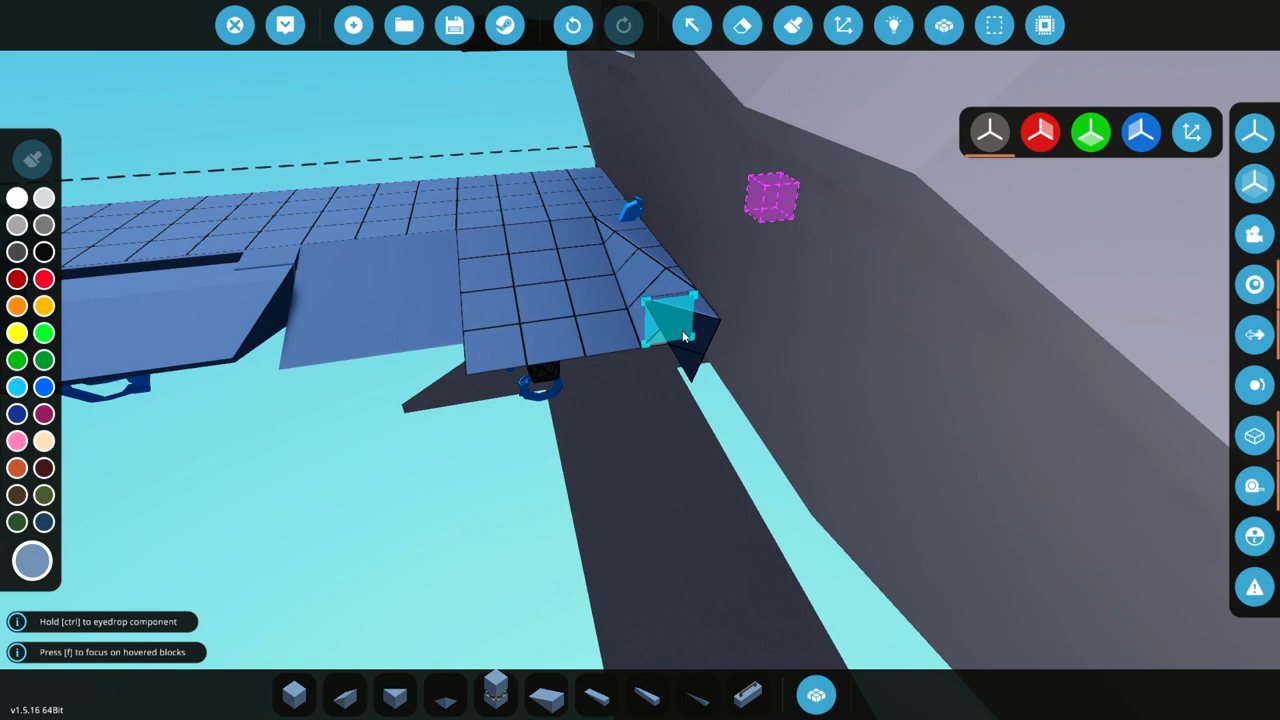 Hold [ctrl] to eyedrop component
Press [f] to focus on hovered blocks
v1.5.16 64Bit